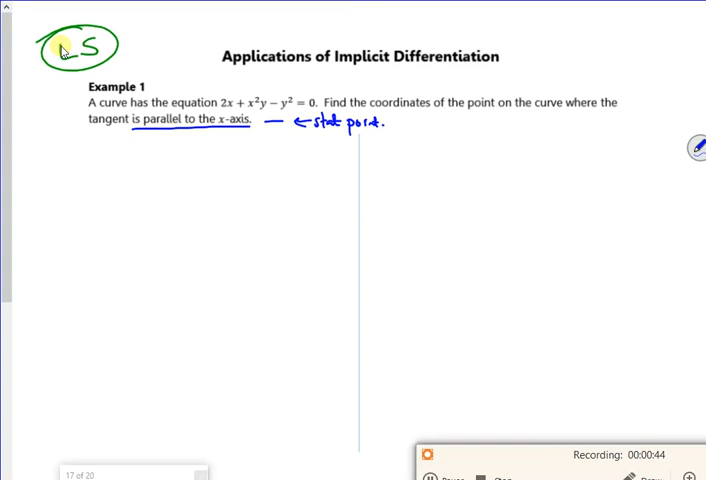 LS
Applications of Implicit Differentiation
Example 1
A curve has the equation 2x + x²y − y² = 0. Find the coordinates of the point on the curve where the
tangent is parallel to the x-axis. — ← stat point.
Recording: 00:00:44
17 of 20